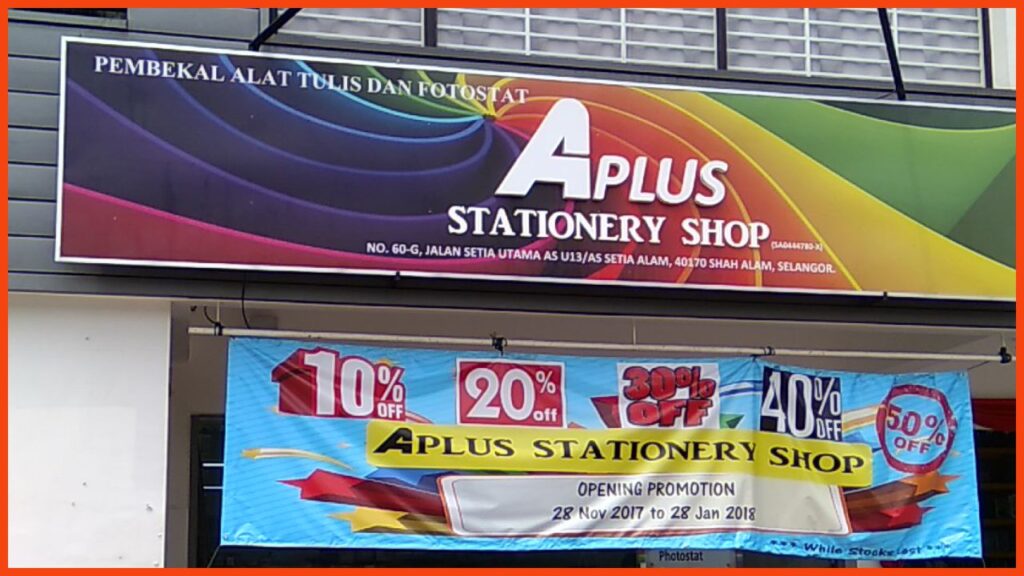 PEMBEKAL ALAT TULIS DAN FOTOSTAT
APLUS
STATIONERY SHOP
(SA0444780-X)
NO. 60-G, JALAN SETIA UTAMA AS U13/AS SETIA ALAM, 40170 SHAH ALAM, SELANGOR.
10% OFF
20% off
30% OFF
40% OFF
50% OFF
APLUS STATIONERY SHOP
OPENING PROMOTION
28 Nov 2017 to 28 Jan 2018
*** While Stocks Last ***
Photostat